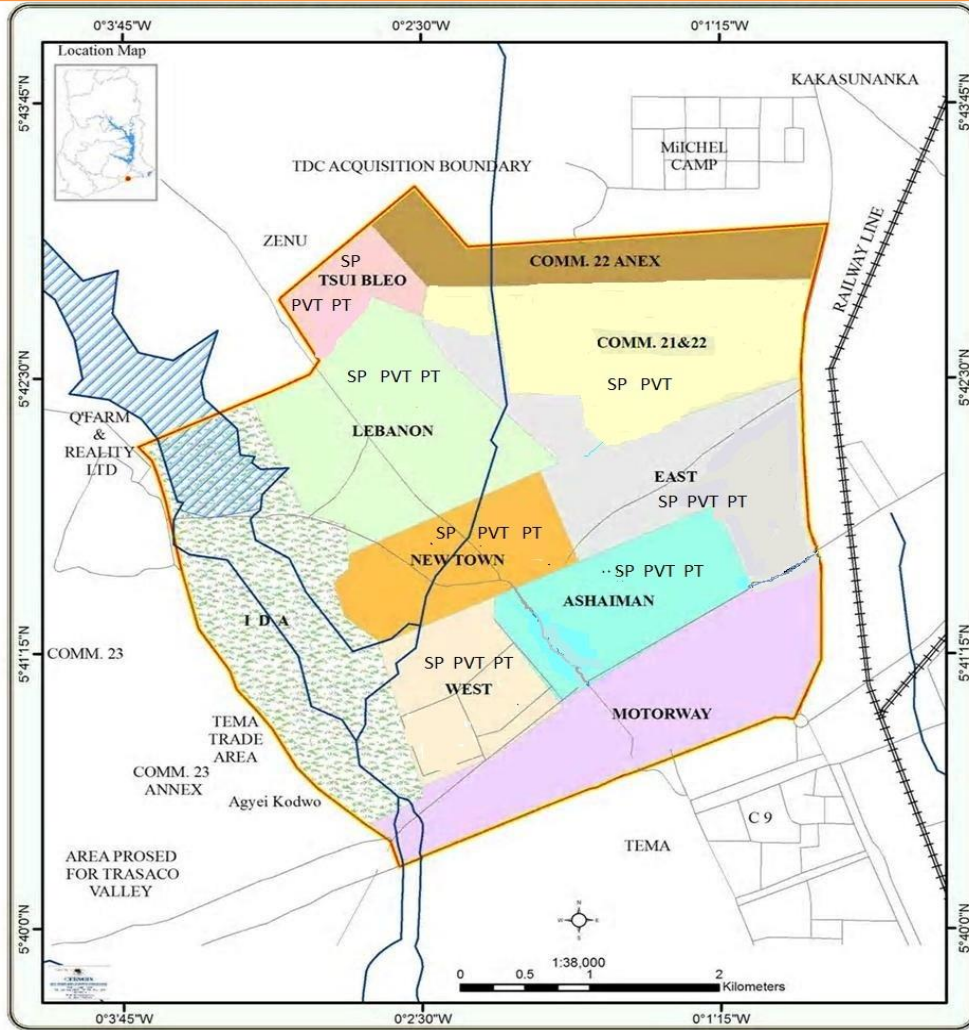 0°3'45"W 0°2'30"W 0°1'15"W
Location Map
KAKASUNANKA
5°43'45"N
5°43'45"N
MiICHEL
CAMP
TDC ACQUISITION BOUNDARY
ZENU
RAILWAY LINE
SP
TSUI BLEO
PVT PT
COMM. 22 ANEX
COMM. 21&22
SP PVT
5°42'30"N
5°42'30"N
SP PVT PT
LEBANON
Q'FARM
&
REALITY
LTD
EAST
SP PVT PT
SP PVT PT
NEW TOWN
SP PVT PT
ASHAIMAN
I D A
5°41'15"N
5°41'15"N
COMM. 23
SP PVT PT
WEST
MOTORWAY
TEMA
TRADE
AREA
COMM. 23
ANNEX
Agyei Kodwo
C 9
TEMA
AREA PROSED
FOR TRASACO
VALLEY
5°40'0"N
5°40'0"N
N
W E
S
1:38,000
0 0.5 1 2
Kilometers
0°3'45"W 0°2'30"W 0°1'15"W